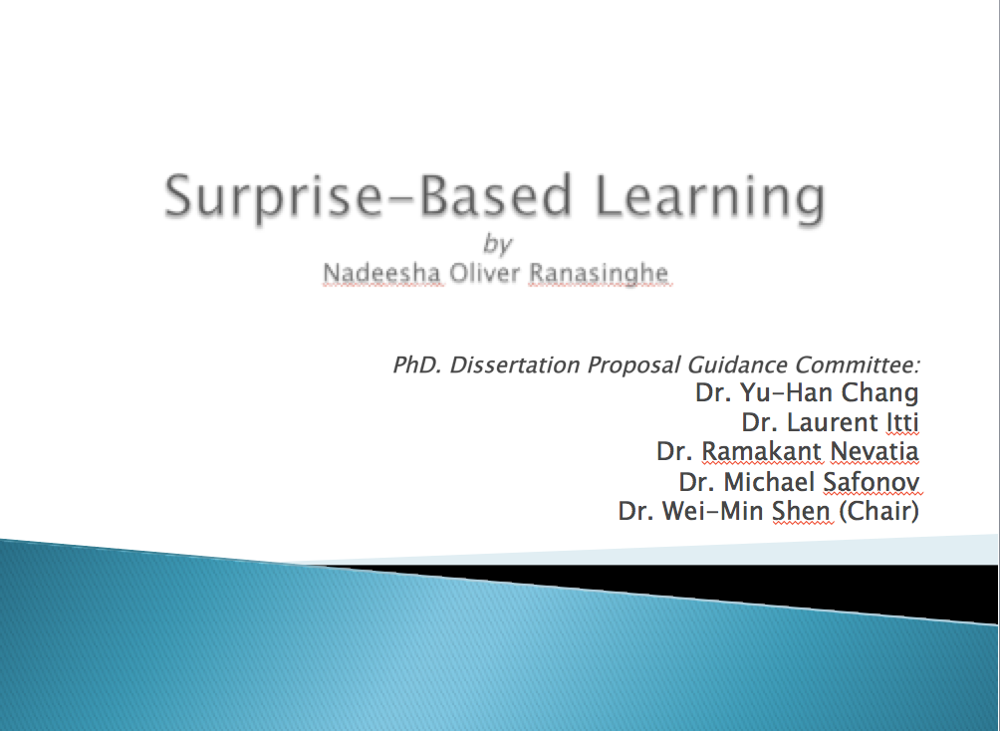 Surprise-Based Learning
by
Nadeesha Oliver Ranasinghe
PhD. Dissertation Proposal Guidance Committee:
Dr. Yu-Han Chang
Dr. Laurent Itti
Dr. Ramakant Nevatia
Dr. Michael Safonov
Dr. Wei-Min Shen (Chair)